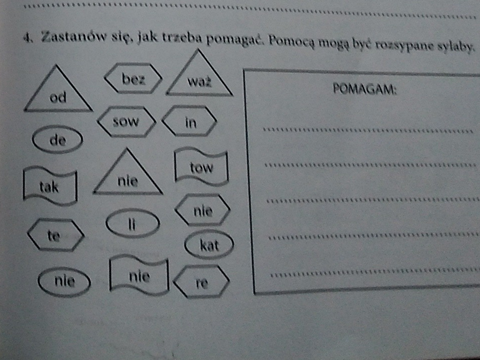 4. Zastanów się, jak trzeba pomagać. Pomocą mogą być rozsypane sylaby.
od
bez
waż
POMAGAM:
sow
in
de
tak
nie
tow
nie
te
li
kat
nie
nie
re